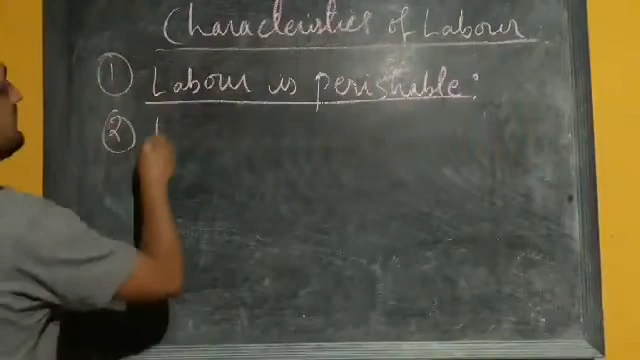 Characteristics of Labour
① Labour is perishable :
②